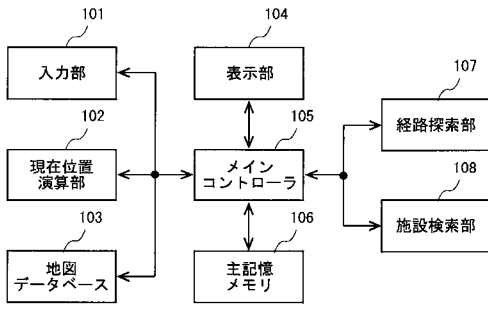 101
入力部
102
現在位置
演算部
103
地図
データベース
104
表示部
105
メイン
コントローラ
106
主記憶
メモリ
107
経路探索部
108
施設検索部